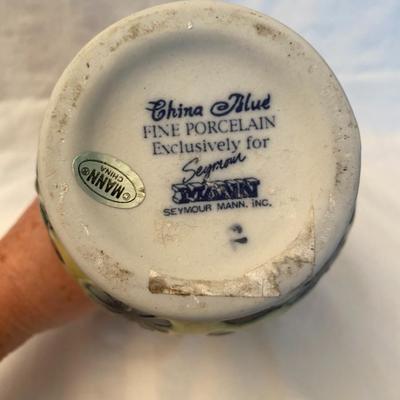 China Blue
FINE PORCELAIN
Exclusively for
Seymour
MANN
SEYMOUR MANN, INC.
2
©MANN®
CHINA